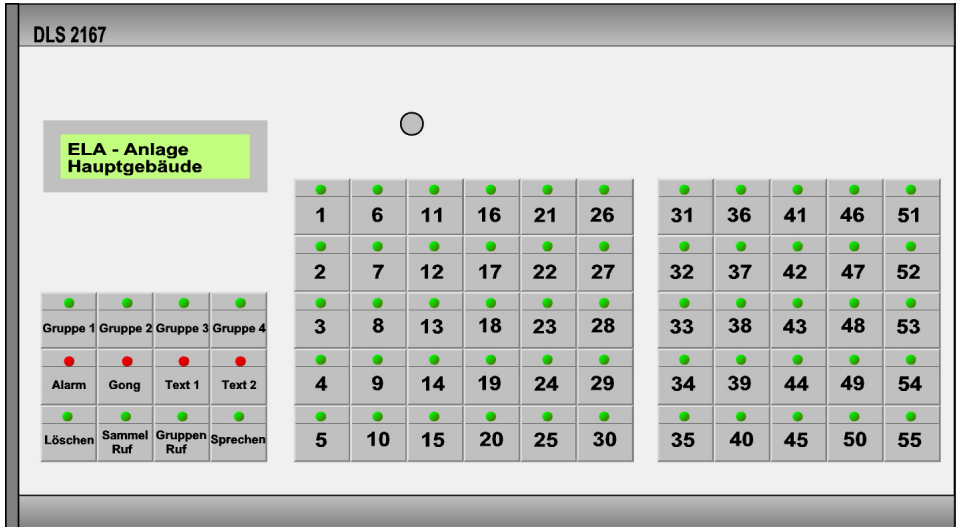 DLS 2167
ELA - Anlage
Hauptgebäude
1 6 11 16 21 26 31 36 41 46 51
2 7 12 17 22 27 32 37 42 47 52
Gruppe 1 Gruppe 2 Gruppe 3 Gruppe 4 3 8 13 18 23 28 33 38 43 48 53
Alarm Gong Text 1 Text 2 4 9 14 19 24 29 34 39 44 49 54
Löschen Sammel Ruf Gruppen Ruf Sprechen 5 10 15 20 25 30 35 40 45 50 55